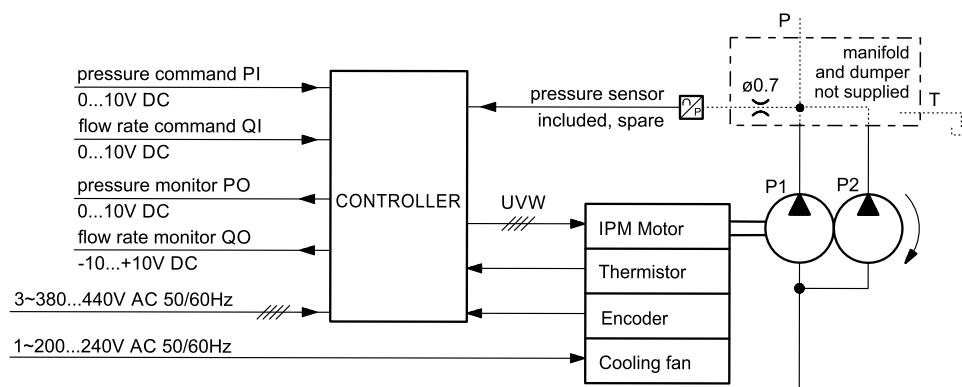 P
manifold
and dumper
not supplied
T
ø0.7
pressure command PI
0...10V DC
flow rate command QI
0...10V DC
pressure monitor PO
0...10V DC
flow rate monitor QO
-10...+10V DC
3~380...440V AC 50/60Hz
1~200...240V AC 50/60Hz
CONTROLLER
pressure sensor
included, spare
P
UVW
IPM Motor
Thermistor
Encoder
Cooling fan
P1
P2